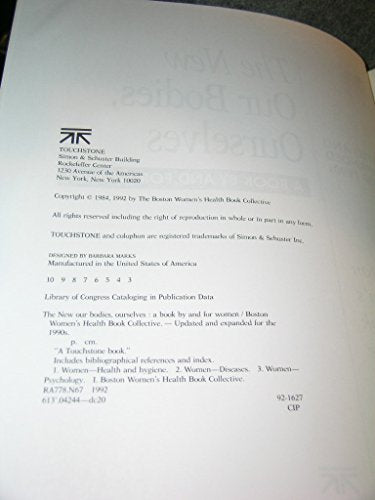 The New
Our Bodies,
Ourselves
TOUCHSTONE
Simon & Schuster Building
Rockefeller Center
1230 Avenue of the Americas
New York, New York 10020
Copyright © 1984, 1992 by The Boston Women's Health Book Collective
All rights reserved including the right of reproduction in whole or in part in any form.
TOUCHSTONE and colophon are registered trademarks of Simon & Schuster Inc.
DESIGNED BY BARBARA MARKS
Manufactured in the United States of America
10 9 8 7 6 5 4 3
Library of Congress Cataloging in Publication Data
The New our bodies, ourselves : a book by and for women / Boston
Women's Health Book Collective. — Updated and expanded for the
1990s.
p. cm.
"A Touchstone book."
Includes bibliographical references and index.
1. Women—Health and hygiene. 2. Women—Diseases. 3. Women—
Psychology. I. Boston Women's Health Book Collective.
RA778.N67 1992
613'.04244—dc20 92-1627
CIP